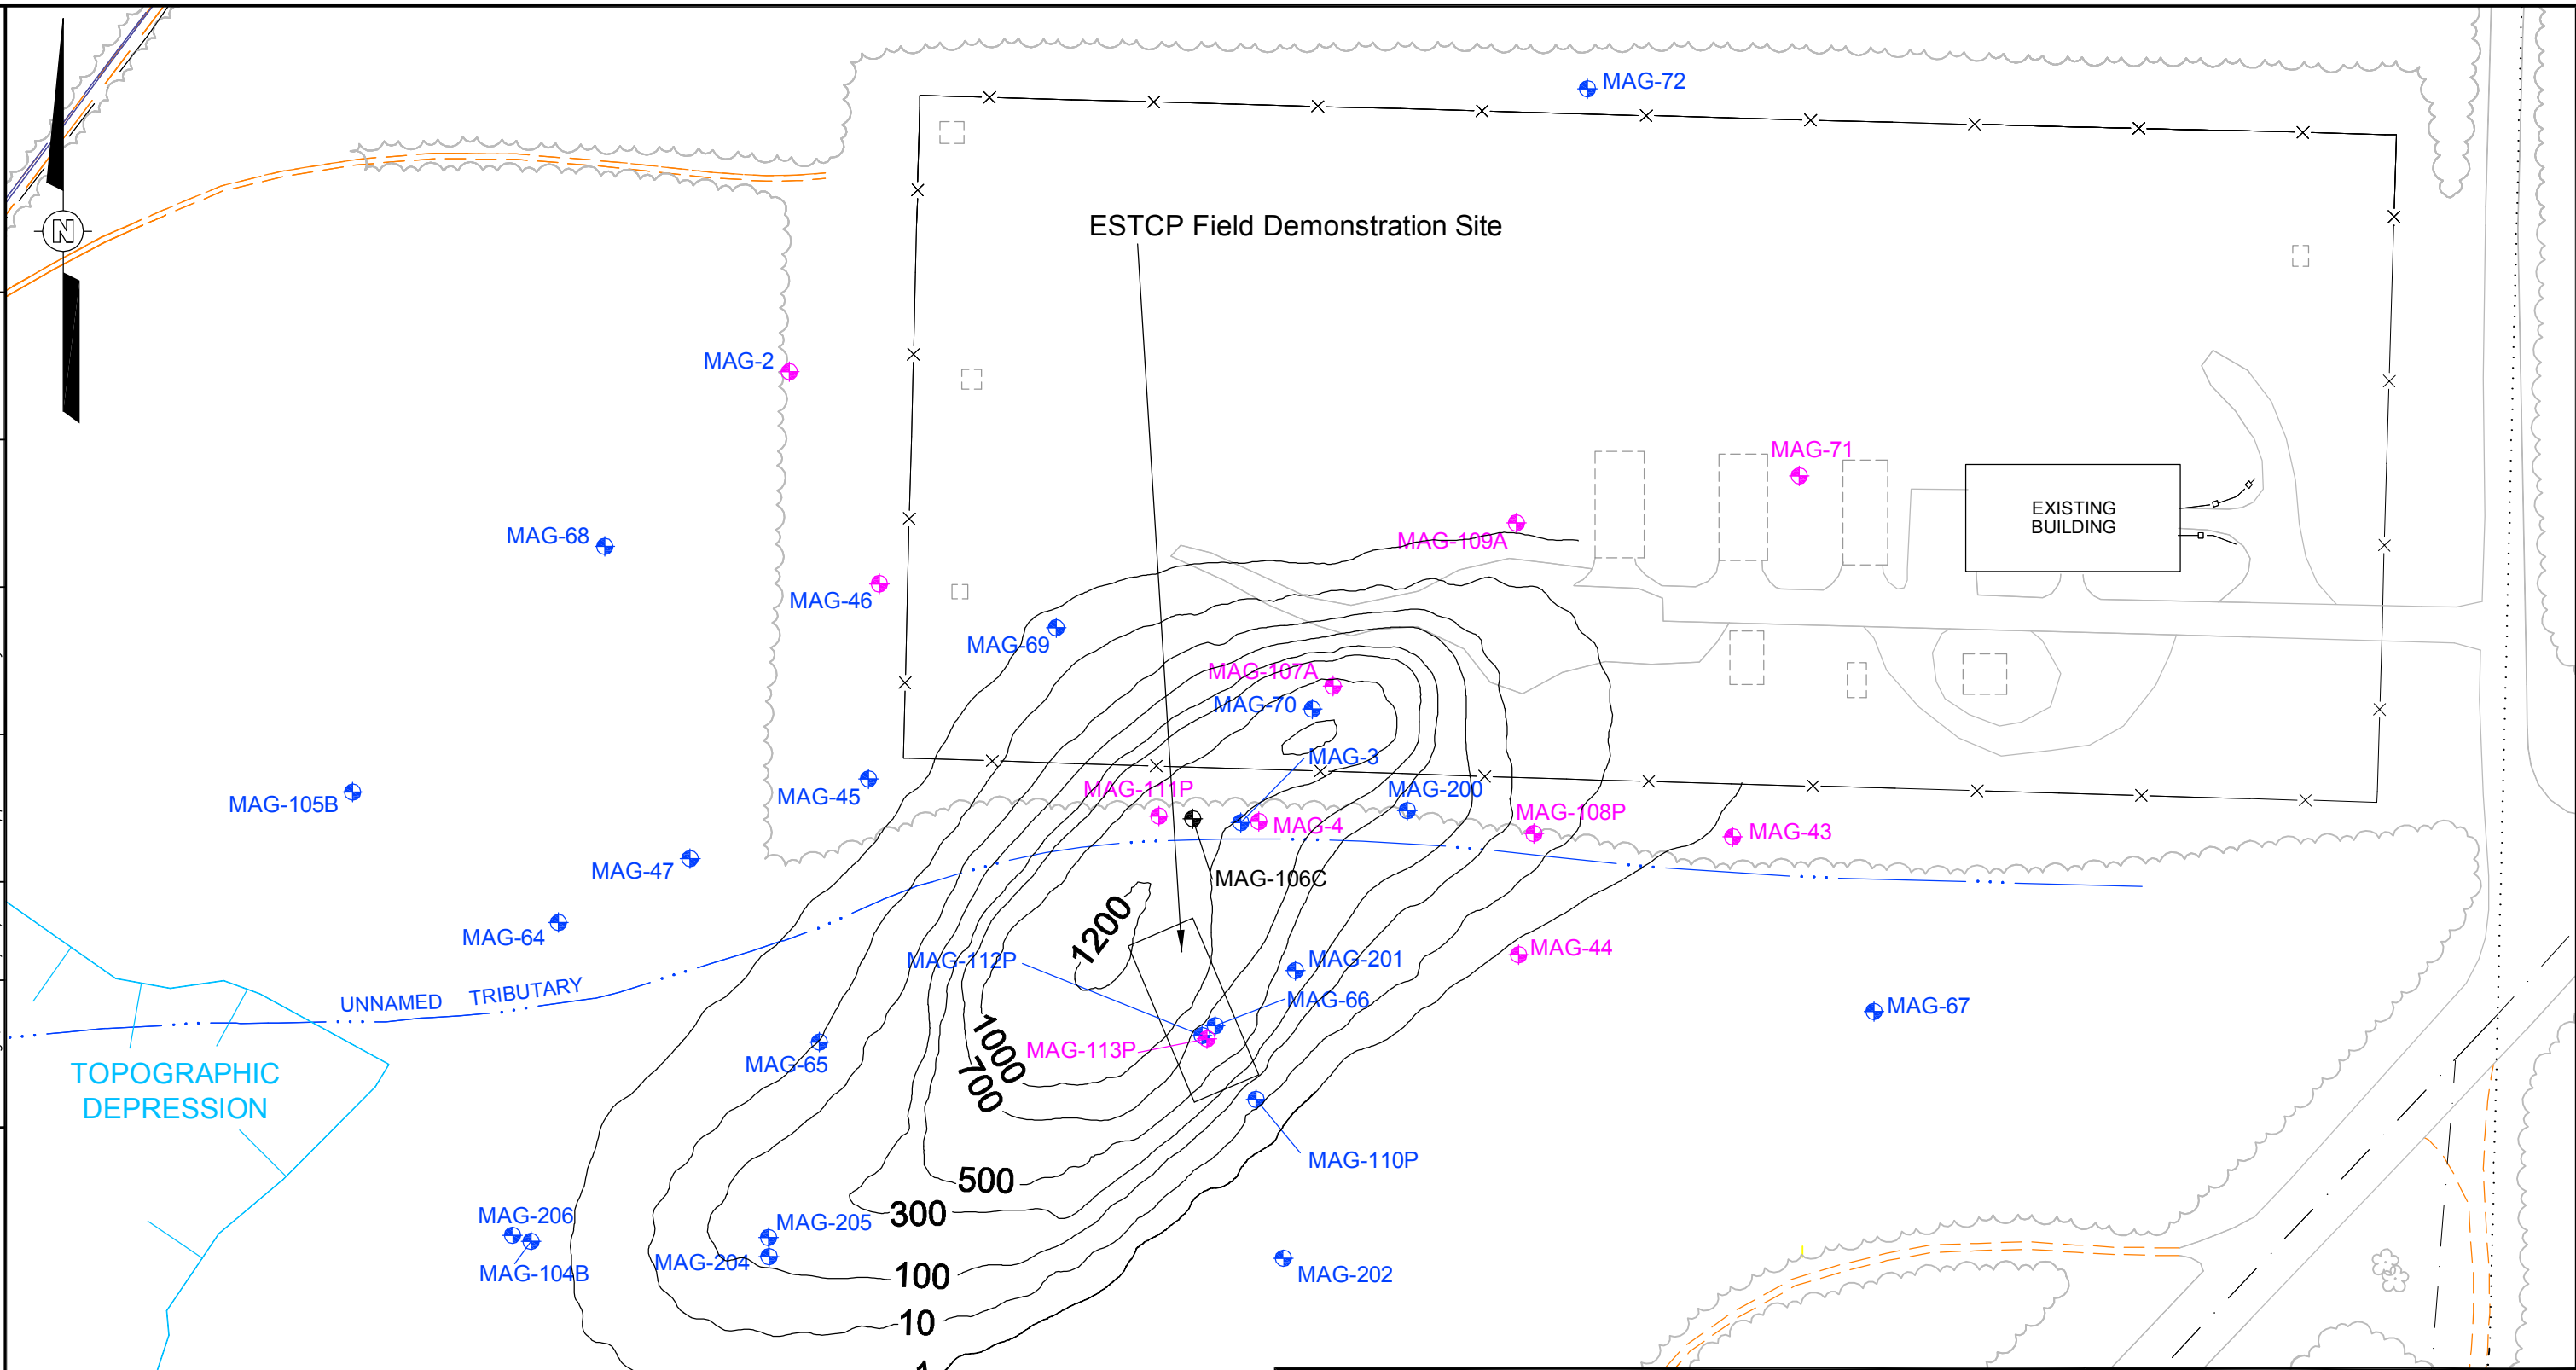 MAG-72
N
ESTCP Field Demonstration Site
MAG-2
MAG-71
EXISTING
BUILDING
MAG-68
MAG-109A
MAG-46
MAG-69
MAG-107A
MAG-70
MAG-3
MAG-111P
MAG-200
MAG-45
MAG-105B
MAG-108P
MAG-4
MAG-43
MAG-47
MAG-106C
1200
MAG-64
MAG-112P
MAG-201
MAG-44
MAG-66
MAG-67
UNNAMED TRIBUTARY
1000
MAG-113P
MAG-65
700
TOPOGRAPHIC
DEPRESSION
MAG-110P
500
300
MAG-206
MAG-205
MAG-204
MAG-104B
100
MAG-202
10
1